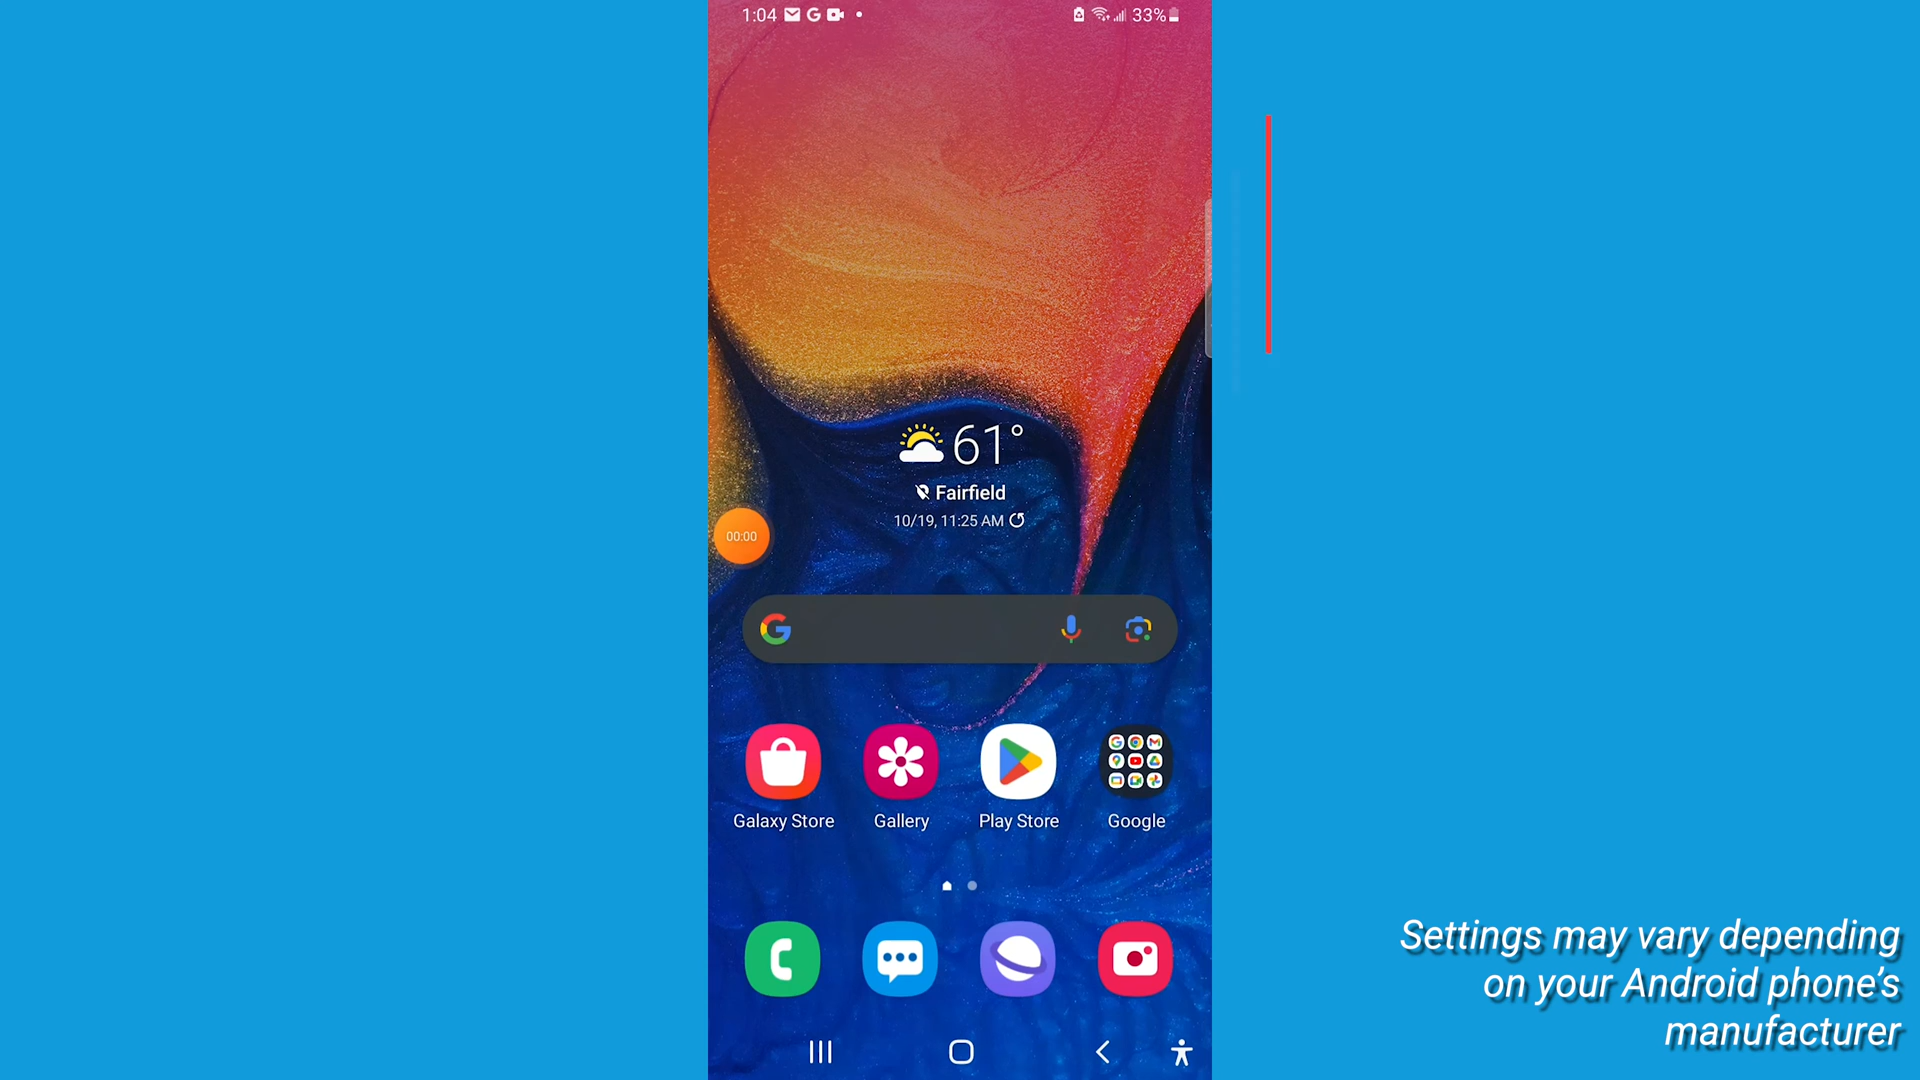 1:04
33%
61°
Fairfield
10/19, 11:25 AM
00:00
Galaxy Store
Gallery
Play Store
Google
Settings may vary depending
on your Android phone’s
manufacturer